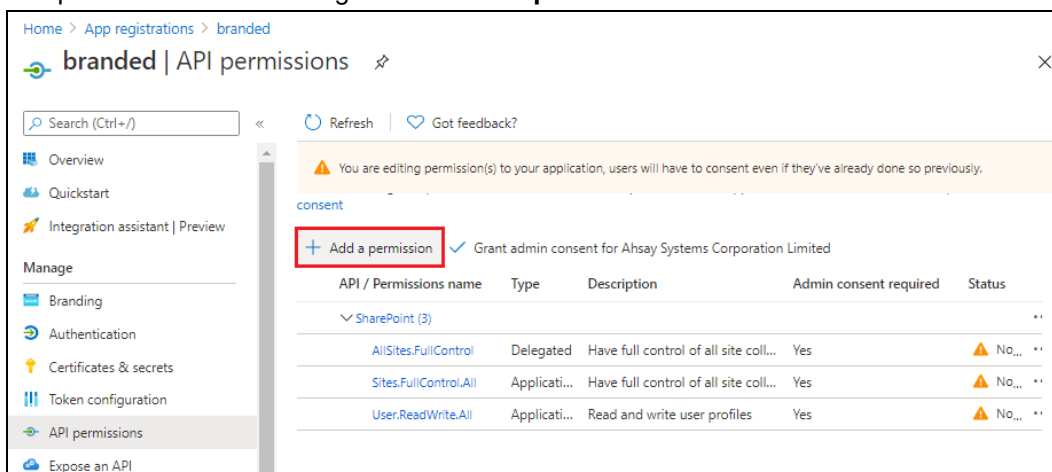 Home > App registrations > branded
branded | API permissions
Search (Ctrl+/)
«
Refresh
Got feedback?
Overview
Quickstart
Integration assistant | Preview
Manage
Branding
Authentication
Certificates & secrets
Token configuration
API permissions
Expose an API
You are editing permission(s) to your application, users will have to consent even if they've already done so previously.
consent
+ Add a permission
Grant admin consent for Ahsay Systems Corporation Limited
API / Permissions name Type Description Admin consent required Status
SharePoint (3)
AllSites.FullControl Delegated Have full control of all site coll... Yes No...
Sites.FullControl.All Applicati... Have full control of all site coll... Yes No...
User.ReadWrite.All Applicati... Read and write user profiles Yes No...